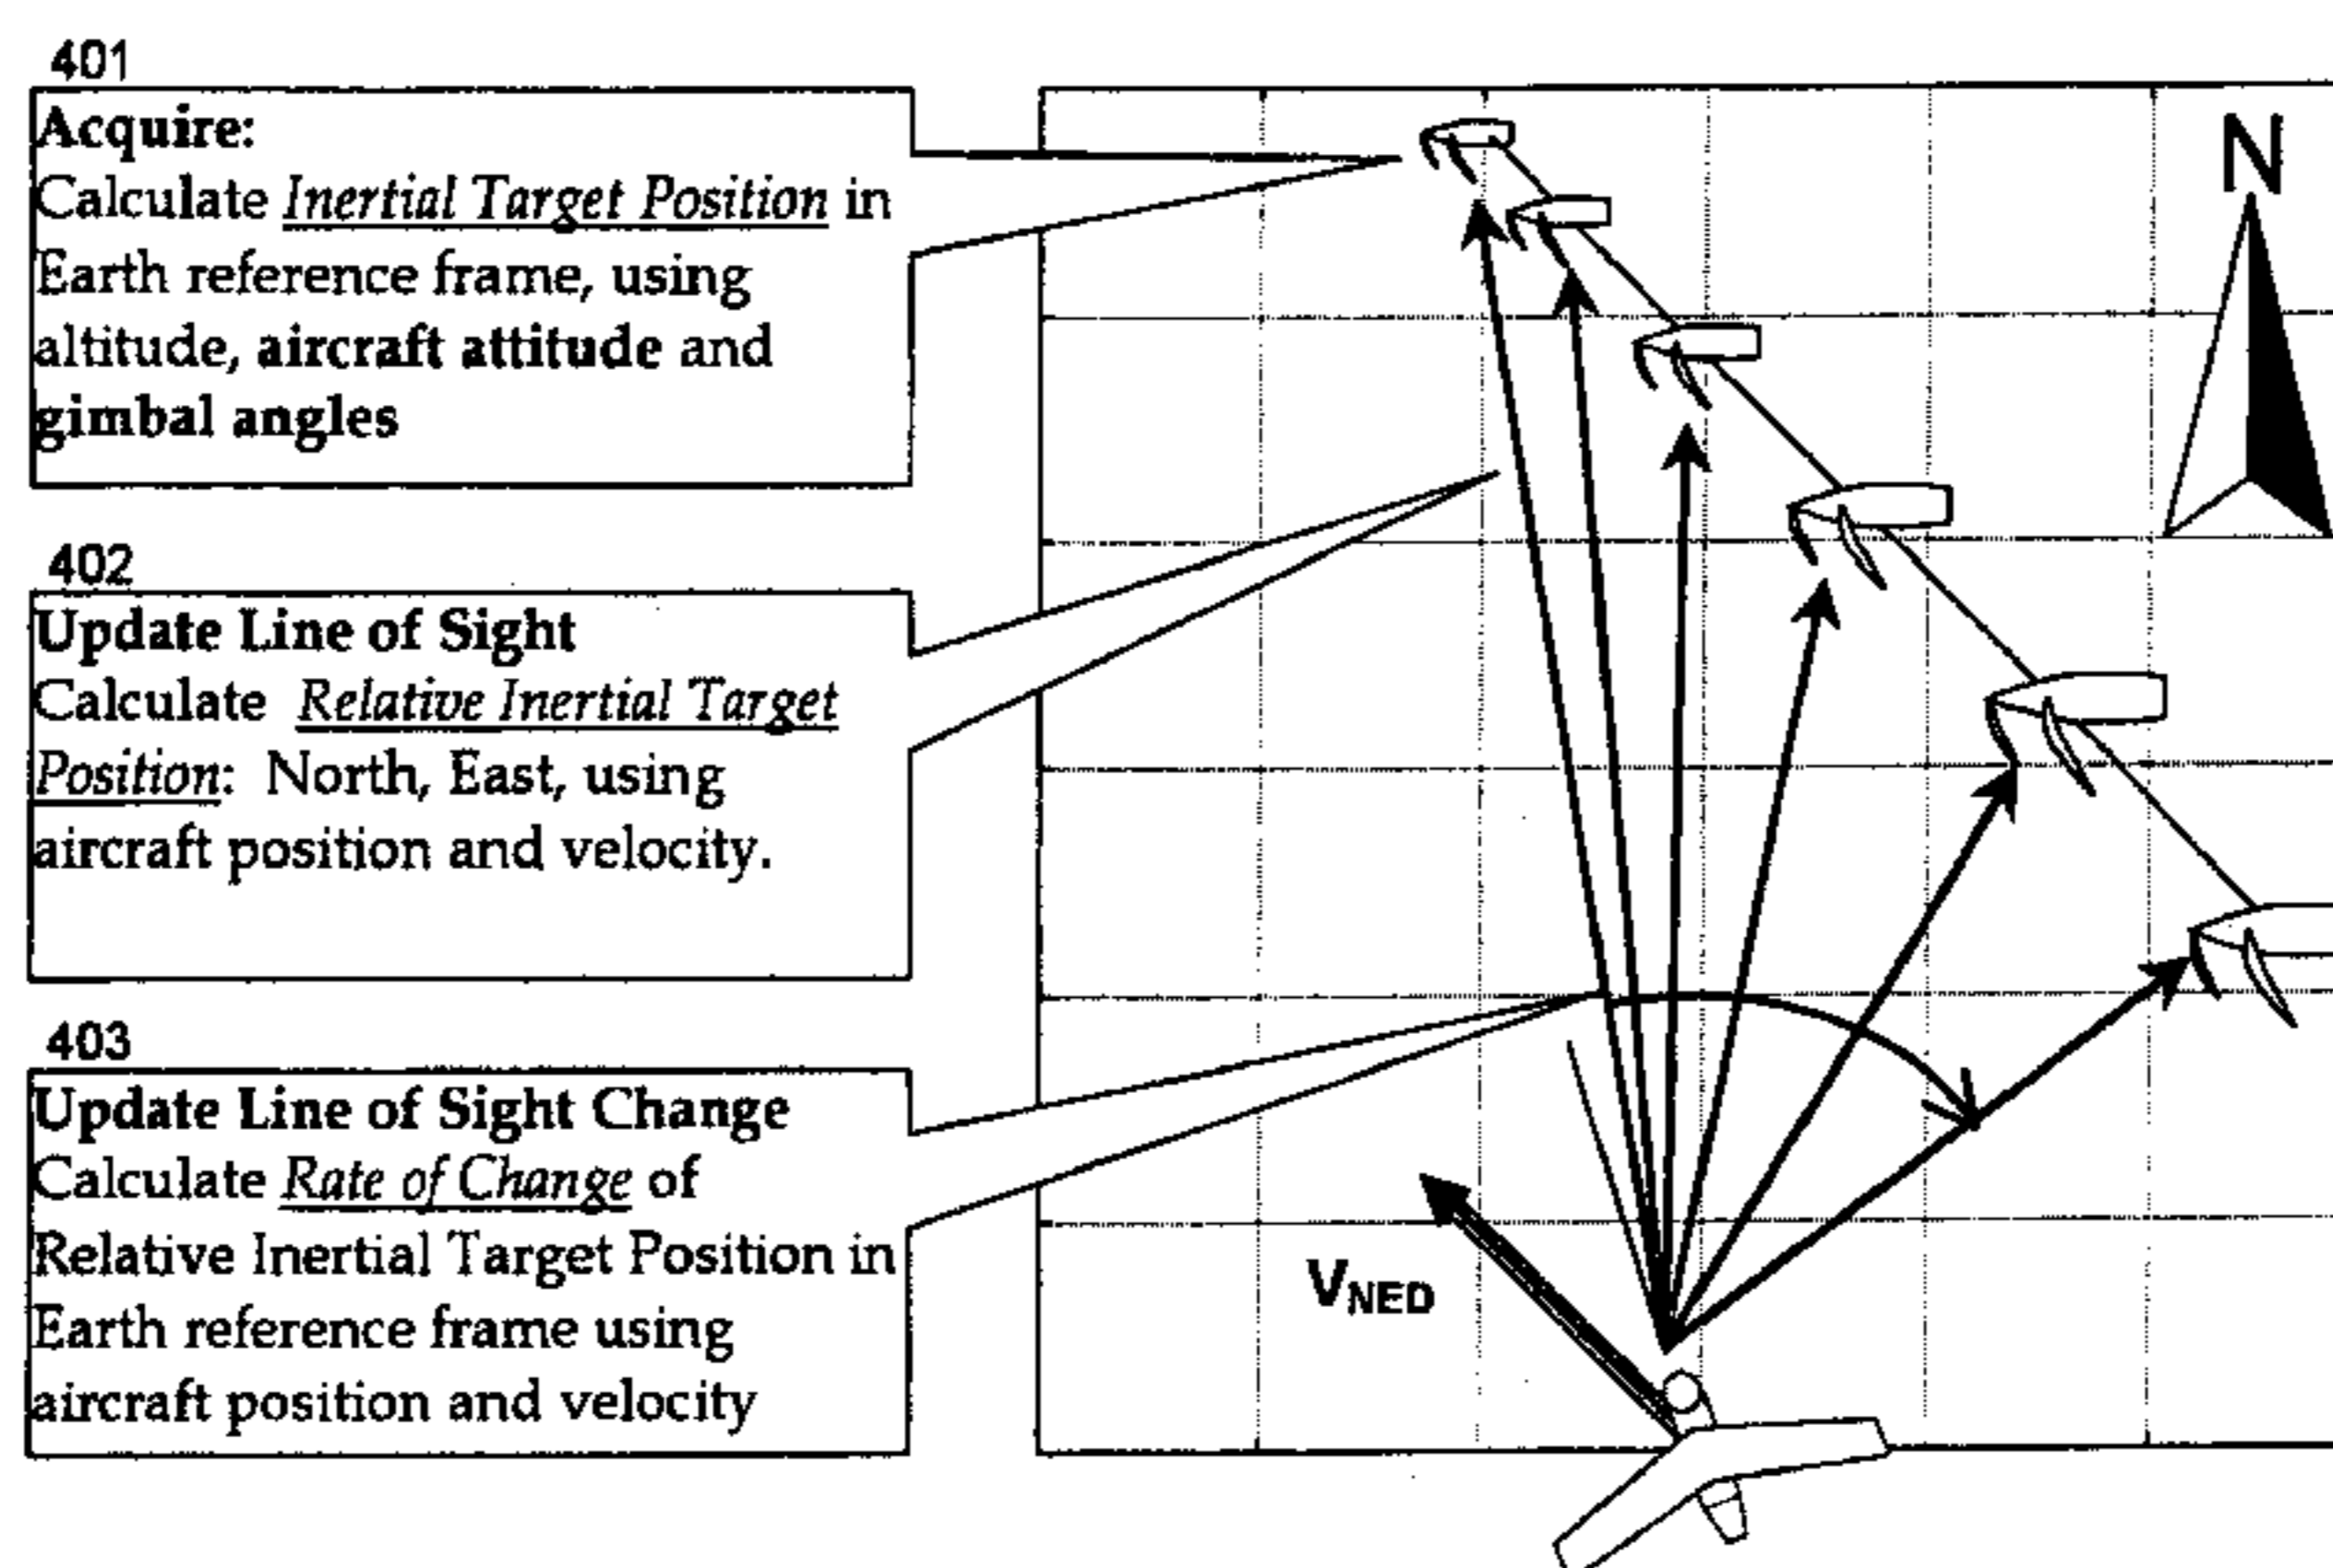 401
Acquire:
Calculate Inertial Target Position in
Earth reference frame, using
altitude, aircraft attitude and
gimbal angles
402
Update Line of Sight
Calculate Relative Inertial Target
Position: North, East, using
aircraft position and velocity.
403
Update Line of Sight Change
Calculate Rate of Change of
Relative Inertial Target Position in
Earth reference frame using
aircraft position and velocity
N
VNED